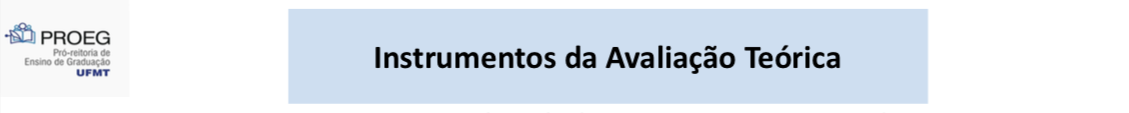 PROEG
Pró-reitoria de
Ensino de Graduação
UFMT
Instrumentos da Avaliação Teórica